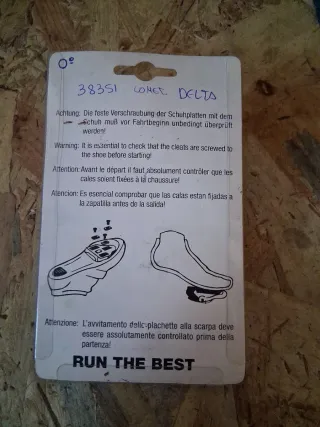 0°
38351 COMET DELTA
Achtung: Die feste Verschraubung der Schuhplatten mit dem
Schuh muß vor Fahrtbeginn unbedingt überprüft
werden!
Warning: It is essential to check that the cleats are screwed to
the shoe before starting!
Attention: Avant le départ il faut absolument contrôler que les
cales soient fixées à la chaussure!
Atencion: Es esencial comprobar que las calas estan fijadas a
la zapatilla antes de la salida!
Attenzione: L'avvitamento delle plachette alla scarpa deve
essere assolutamente controllato prima della
partenza!
RUN THE BEST